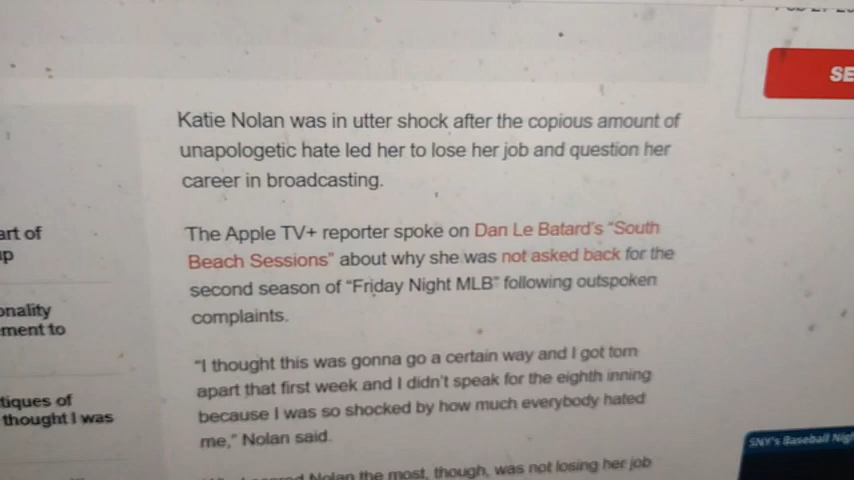 SE
Katie Nolan was in utter shock after the copious amount of
unapologetic hate led her to lose her job and question her
career in broadcasting.
The Apple TV+ reporter spoke on Dan Le Batard's "South
Beach Sessions" about why she was not asked back for the
second season of "Friday Night MLB" following outspoken
complaints.
"I thought this was gonna go a certain way and I got torn
apart that first week and I didn't speak for the eighth inning
because I was so shocked by how much everybody hated
me," Nolan said.
Nolan the most, though, was not losing her job
art of
up
onality
ment to
tiques of
thought I was
SNY's Baseball Nigh